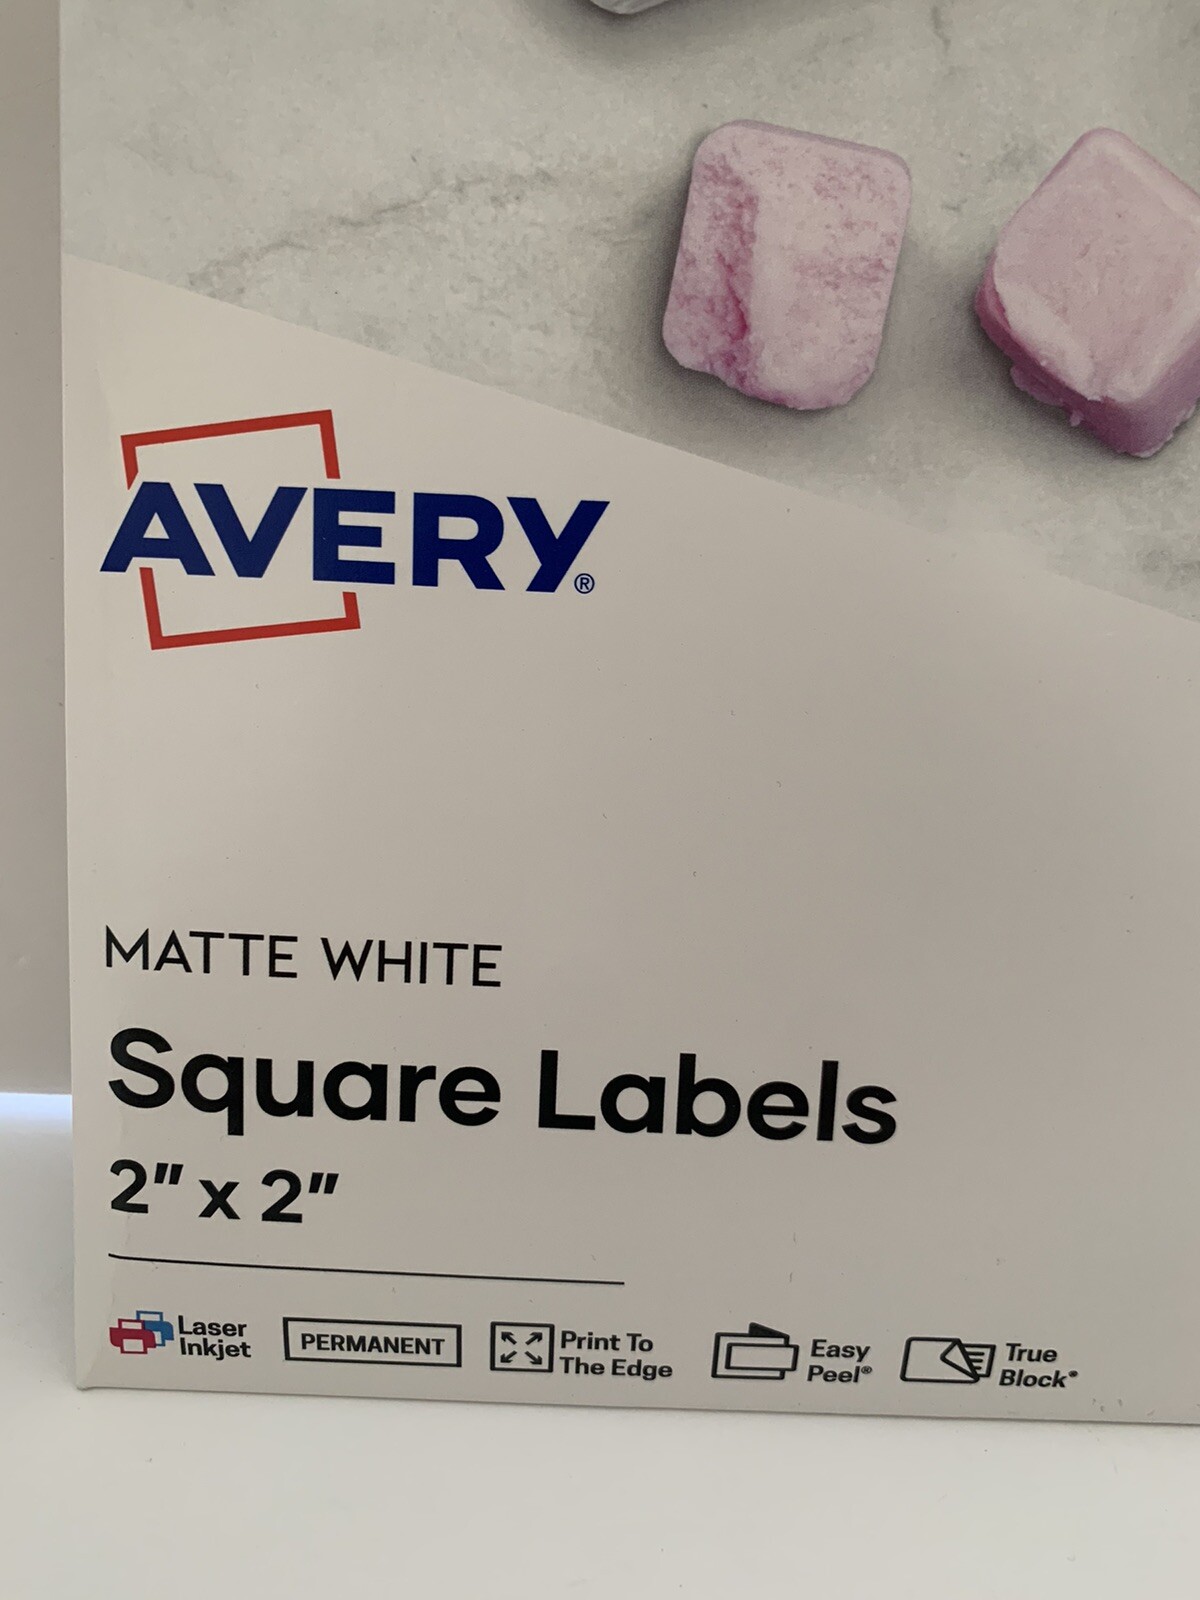 AVERY®
MATTE WHITE
Square Labels
2" x 2"
Laser
Inkjet
PERMANENT
Print To
The Edge
Easy
Peel®
True
Block®